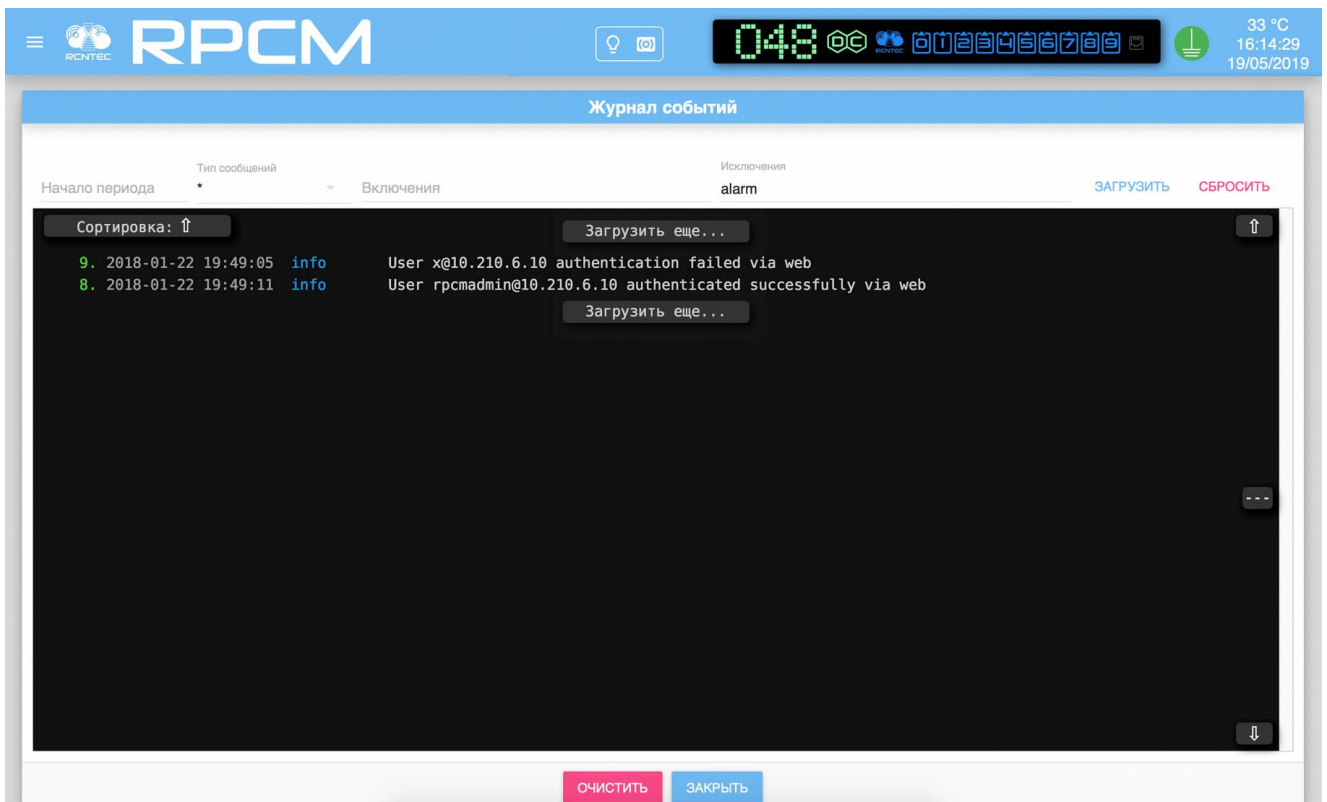 RCNTEC
RPCM
048 DC RCNTEC 0123456789
33 °C
16:14:29
19/05/2019
Журнал событий
Начало периода
Тип сообщений
*
Включения
Исключения
alarm
ЗАГРУЗИТЬ
СБРОСИТЬ
Сортировка: ⇧
Загрузить еще...
⇧
9. 2018-01-22 19:49:05 info User x@10.210.6.10 authentication failed via web
8. 2018-01-22 19:49:11 info User rpcmadmin@10.210.6.10 authenticated successfully via web
Загрузить еще...
---
⇩
ОЧИСТИТЬ
ЗАКРЫТЬ